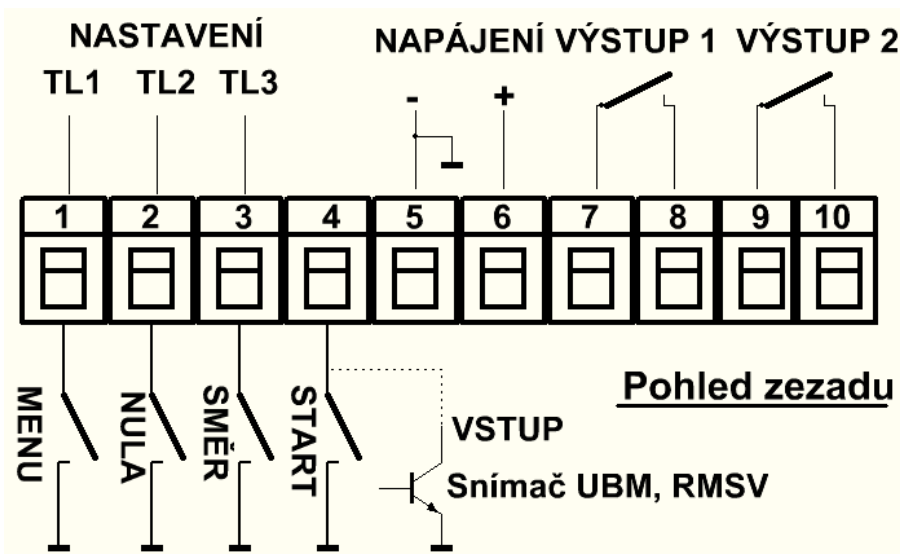 NASTAVENÍ
NAPÁJENÍ VÝSTUP 1 VÝSTUP 2
TL1 TL2 TL3
- +
1 2 3 4 5 6 7 8 9 10
MENU
NULA
SMĚR
START
Pohled zezadu
VSTUP
Snímač UBM, RMSV